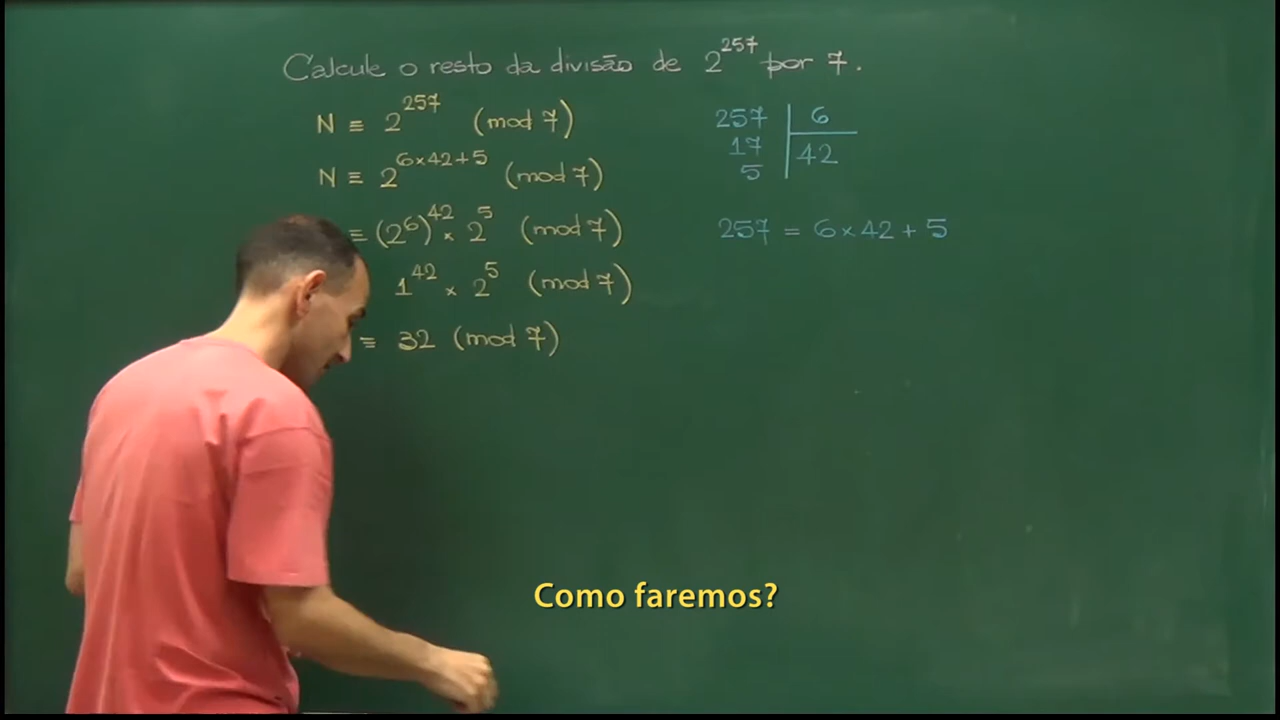 Calcule o resto da divisão de 2^257 por 7.
N ≡ 2^257 (mod 7)
N ≡ 2^(6×42+5) (mod 7)
≡ (2^6)^42 × 2^5 (mod 7)
1^42 × 2^5 (mod 7)
≡ 32 (mod 7)
257 | 6
17 | 42
5
257 = 6×42+5
Como faremos?